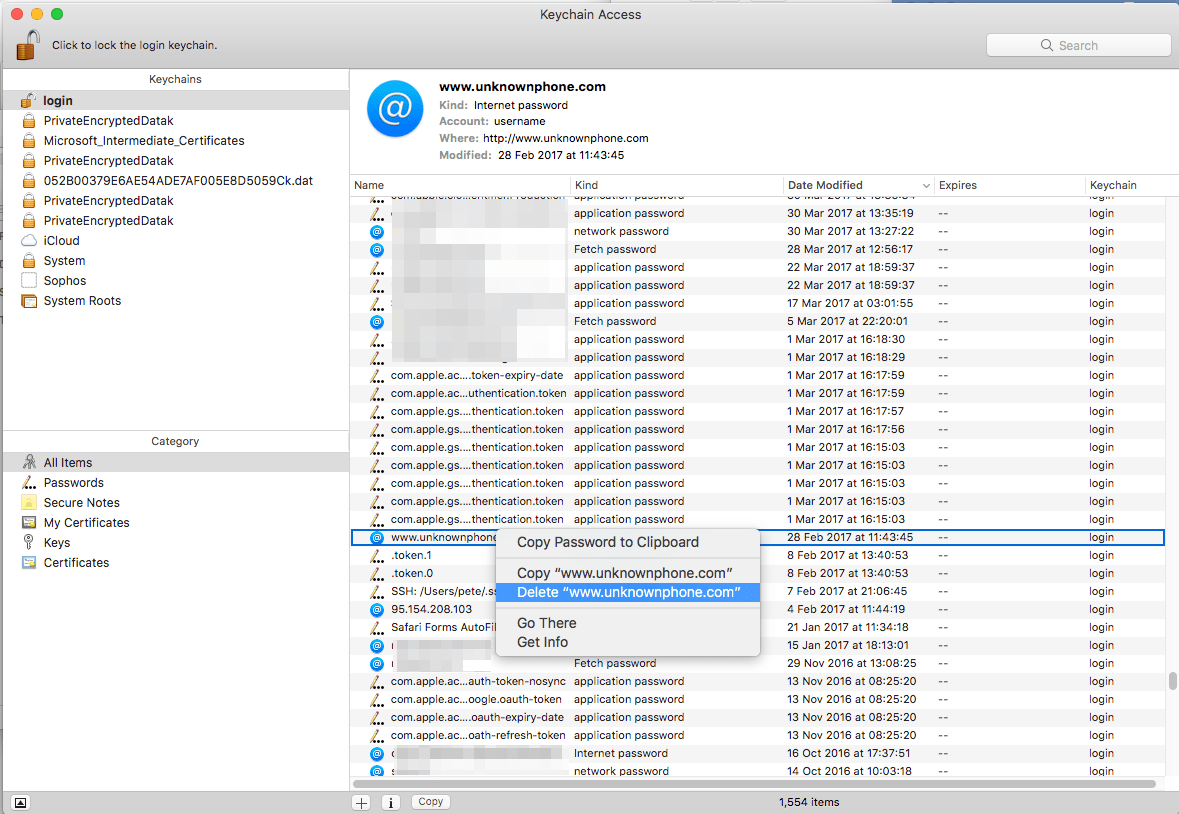 Keychain Access
Click to lock the login keychain.
Search
Keychains
login
PrivateEncryptedDatak
Microsoft_Intermediate_Certificates
PrivateEncryptedDatak
052B00379E6AE54ADE7AF005E8D5059Ck.dat
PrivateEncryptedDatak
PrivateEncryptedDatak
iCloud
System
Sophos
System Roots
Category
All Items
Passwords
Secure Notes
My Certificates
Keys
Certificates
www.unknownphone.com
Kind: Internet password
Account: username
Where: http://www.unknownphone.com
Modified: 28 Feb 2017 at 11:43:45
Name Kind Date Modified Expires Keychain
application password 30 Mar 2017 at 13:35:19 -- login
network password 30 Mar 2017 at 13:27:22 -- login
Fetch password 28 Mar 2017 at 12:56:17 -- login
application password 22 Mar 2017 at 18:59:37 -- login
application password 22 Mar 2017 at 18:59:37 -- login
application password 17 Mar 2017 at 03:01:55 -- login
Fetch password 5 Mar 2017 at 22:20:01 -- login
application password 1 Mar 2017 at 16:18:30 -- login
application password 1 Mar 2017 at 16:18:29 -- login
com.apple.ac....token-expiry-date application password 1 Mar 2017 at 16:17:59 -- login
com.apple.ac...uthentication.token application password 1 Mar 2017 at 16:17:59 -- login
com.apple.gs....thentication.token application password 1 Mar 2017 at 16:17:57 -- login
com.apple.gs....thentication.token application password 1 Mar 2017 at 16:17:56 -- login
com.apple.gs....thentication.token application password 1 Mar 2017 at 16:15:03 -- login
com.apple.gs....thentication.token application password 1 Mar 2017 at 16:15:03 -- login
com.apple.gs....thentication.token application password 1 Mar 2017 at 16:15:03 -- login
com.apple.gs....thentication.token application password 1 Mar 2017 at 16:15:03 -- login
com.apple.gs....thentication.token application password 1 Mar 2017 at 16:15:03 -- login
www.unknownphone 28 Feb 2017 at 11:43:45 -- login
.token.1 8 Feb 2017 at 13:40:53 -- login
.token.0 8 Feb 2017 at 13:40:53 -- login
SSH: /Users/pete/.ss 7 Feb 2017 at 21:06:45 -- login
95.154.208.103 4 Feb 2017 at 11:44:19 -- login
Safari Forms AutoFil 21 Jan 2017 at 11:34:18 -- login
15 Jan 2017 at 18:13:01 -- login
Fetch password 29 Nov 2016 at 13:08:25 -- login
com.apple.ac...auth-token-nosync application password 13 Nov 2016 at 08:25:20 -- login
com.apple.ac...oogle.oauth-token application password 13 Nov 2016 at 08:25:20 -- login
com.apple.ac...oauth-expiry-date application password 13 Nov 2016 at 08:25:20 -- login
com.apple.ac...oath-refresh-token application password 13 Nov 2016 at 08:25:20 -- login
Internet password 16 Oct 2016 at 17:37:51 -- login
network password 14 Oct 2016 at 10:03:18 -- login
Copy Password to Clipboard
Copy “www.unknownphone.com”
Delete “www.unknownphone.com”
Go There
Get Info
Copy
1,554 items